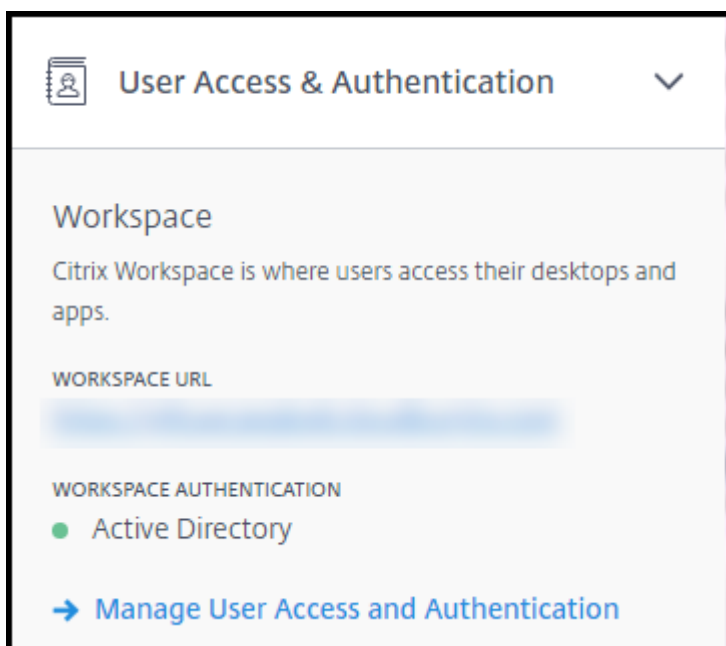 User Access & Authentication
Workspace
Citrix Workspace is where users access their desktops and
apps.
WORKSPACE URL
WORKSPACE AUTHENTICATION
Active Directory
Manage User Access and Authentication